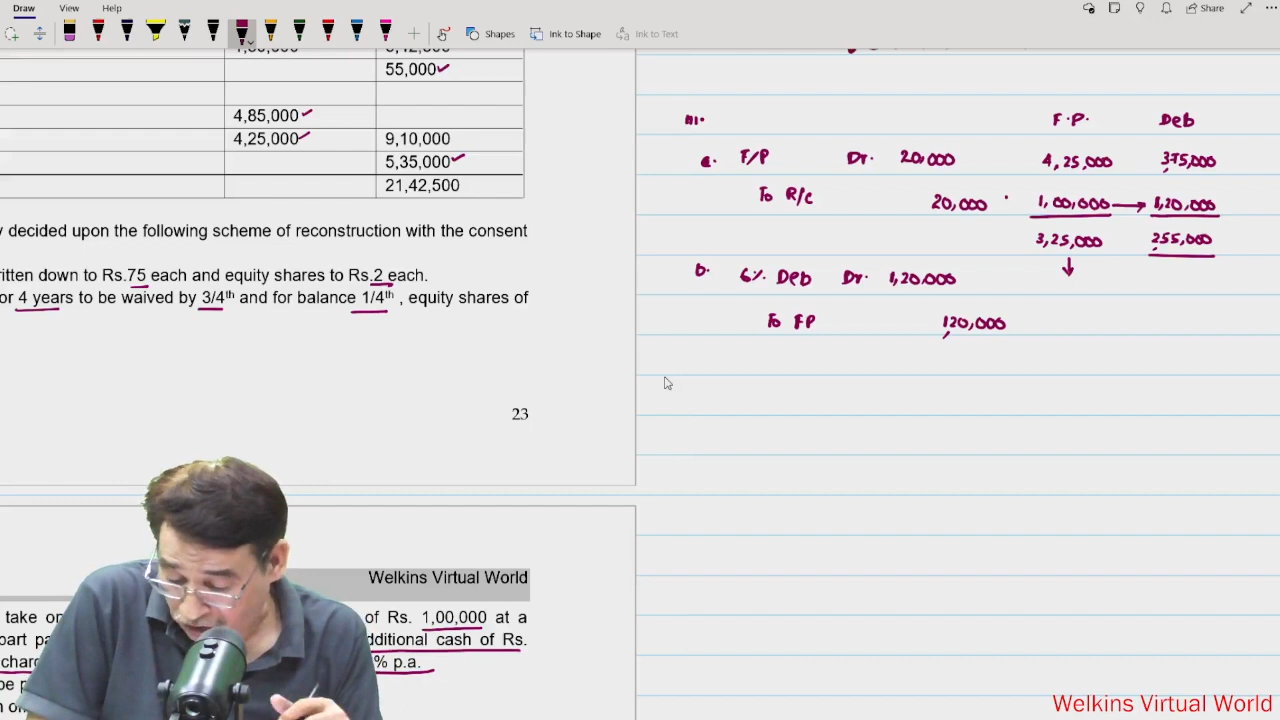 Draw View Help
Share
Shapes Ink to Shape Ink to Text
55,000
4,85,000
4,25,000 9,10,000
5,35,000
21,42,500
y decided upon the following scheme of reconstruction with the consent
ritten down to Rs.75 each and equity shares to Rs.2 each.
or 4 years to be waived by 3/4th and for balance 1/4th , equity shares of
23
Welkins Virtual World
take on of Rs. 1,00,000 at a
part pa dditional cash of Rs.
charg % p.a.
be p
n on
F.P. Deb
a. F/P Dr. 20,000 4,25,000 375,000
To R/c 20,000 1,00,000 → 1,20,000
3,25,000 255,000
b. 6% Deb Dr. 1,20,000
To FP 120,000
Welkins Virtual World